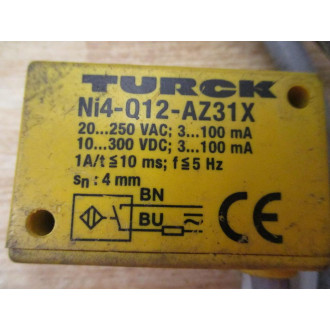 TURCK
Ni4-Q12-AZ31X
20...250 VAC; 3...100 mA
10...300 VDC; 3...100 mA
1A/t ≦ 10 ms; f ≦ 5 Hz
sn : 4 mm
BN
BU
CE